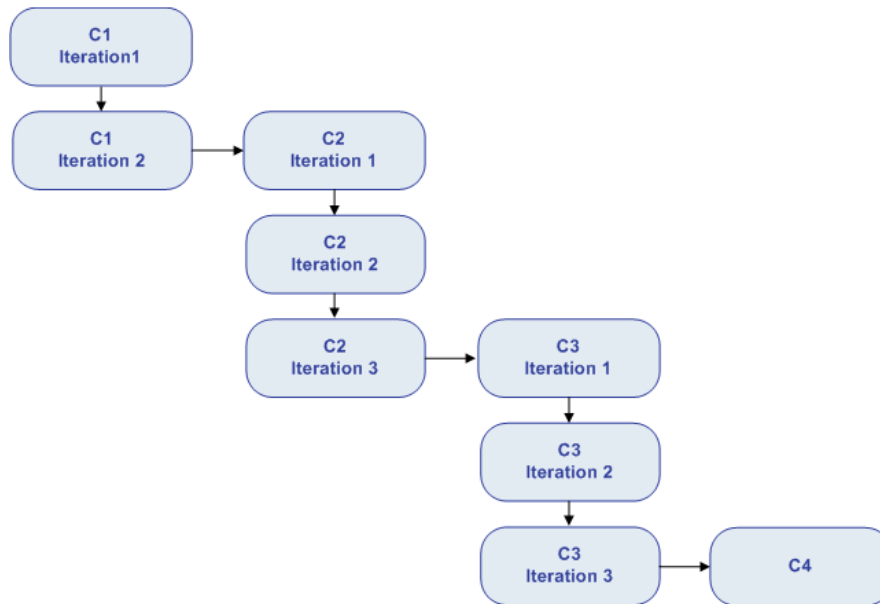 C1
Iteration1
C1
Iteration 2
C2
Iteration 1
C2
Iteration 2
C2
Iteration 3
C3
Iteration 1
C3
Iteration 2
C3
Iteration 3
C4